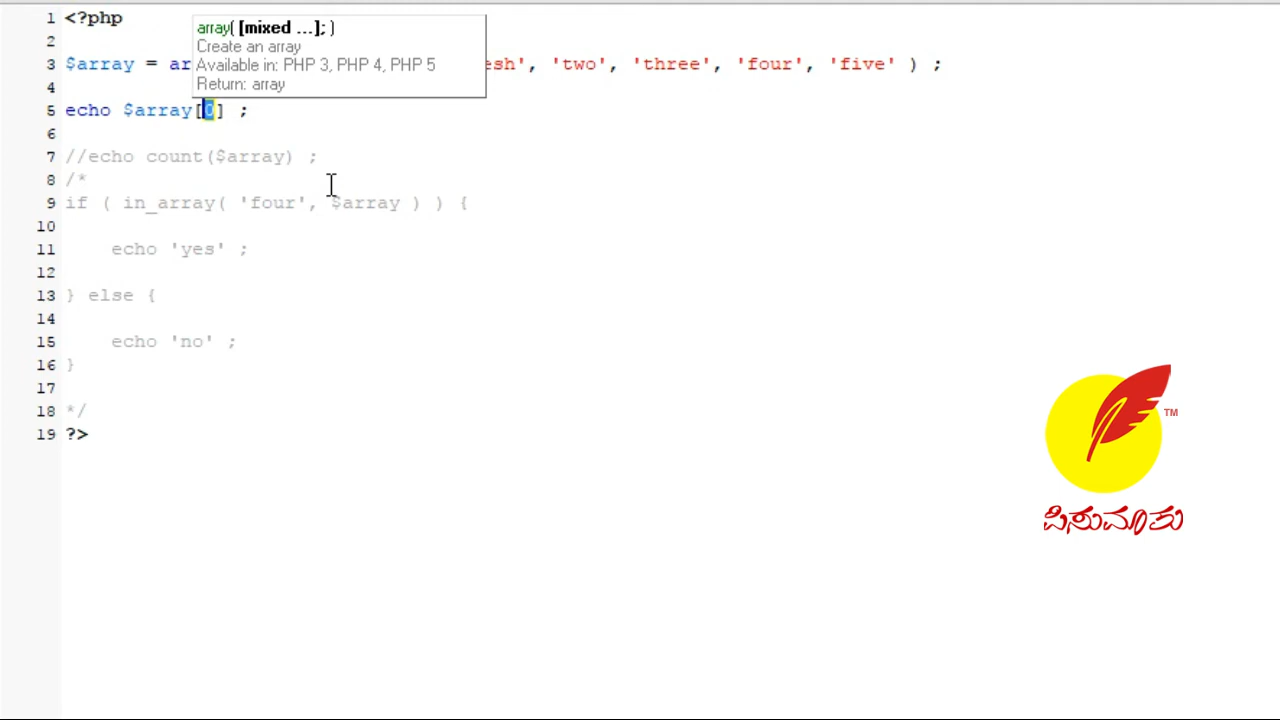 1 <?php
array( [mixed ...]; )
Create an array
Available in: PHP 3, PHP 4, PHP 5
Return: array
2
3 $array = ar esh', 'two', 'three', 'four', 'five' ) ;
4
5 echo $array[0] ;
6
7 //echo count($array) ;
8 /*
9 if ( in_array( 'four', $array ) ) {
10
11 echo 'yes' ;
12
13 } else {
14
15 echo 'no' ;
16 }
17
18 */
19 ?>
TM
ಪಿಸುಮಾತು